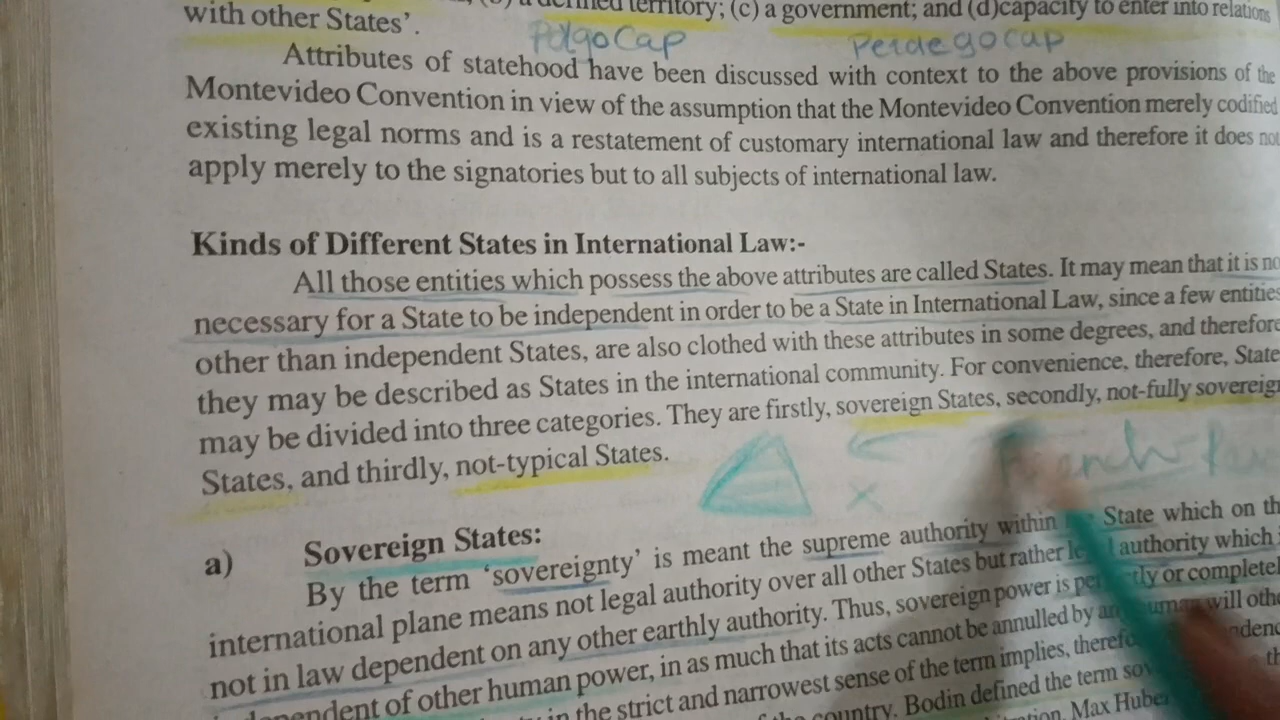 a defined territory; (c) a government; and (d)capacity to enter into relations
with other States'.
PolgoCap Perdegocap
Attributes of statehood have been discussed with context to the above provisions of the
Montevideo Convention in view of the assumption that the Montevideo Convention merely codified
existing legal norms and is a restatement of customary international law and therefore it does not
apply merely to the signatories but to all subjects of international law.
Kinds of Different States in International Law:-
All those entities which possess the above attributes are called States. It may mean that it is no
necessary for a State to be independent in order to be a State in International Law, since a few entities
other than independent States, are also clothed with these attributes in some degrees, and therefore
they may be described as States in the international community. For convenience, therefore, State
may be divided into three categories. They are firstly, sovereign States, secondly, not-fully sovereign
States, and thirdly, not-typical States.
a) Sovereign States:
By the term 'sovereignty' is meant the supreme authority within State which on th
international plane means not legal authority over all other States but rather authority which
not in law dependent on any other earthly authority. Thus, sovereign power is or completel
of other human power, in as much that its acts cannot be annulled by will othe
in the strict and narrowest sense of the term implies,
country. Bodin defined the term
Max Huber